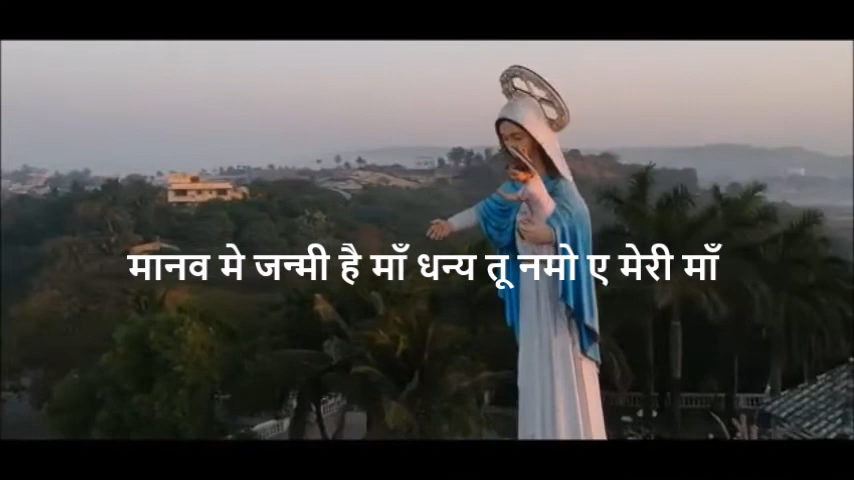 मानव मे जन्मी है माँ धन्य तू नमो ए मेरी माँ